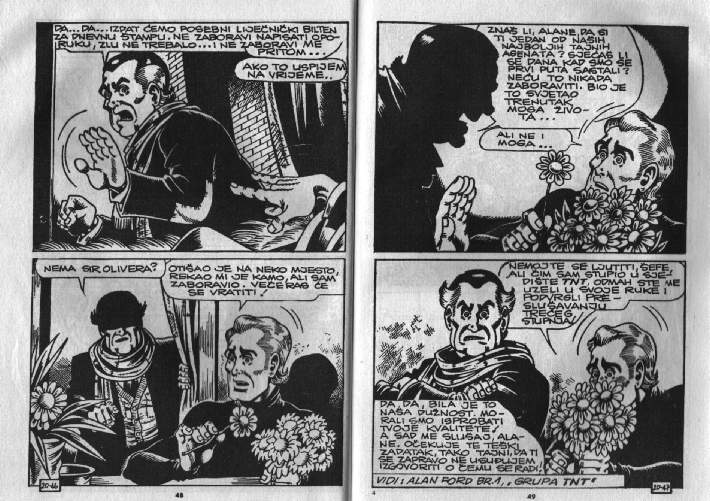 DA... DA... IZDAT ĆEMO POSEBNI LIJEČNIČKI BILTEN
ZA DNEVNU ŠTAMPU. NE ZABORAVI NAPISATI OPO-
RUKU, ZLU NE TREBALO...I NE ZABORAVI ME
PRITOM...
AKO TO USPIJEM
NA VRIJEME..
NEMA SIR OLIVERA?
OTIŠAO JE NA NEKO MJESTO,
REKAO MI JE KAMO, ALI SAM
ZABORAVIO. VEČERAS ĆE
SE VRATITI!
20-46
48
ZNAŠ LI, ALANE, DA SI
TI JEDAN OD NAŠIH
NAJBOLJIH TAJNIH
AGENATA? SJEĆAŠ LI
SE DANA KAD SMO SE
PRVI PUTA SASTALI?
NEĆU TO NIKADA
ZABORAVITI. BIO JE
TO SVJETAO
TRENUTAK
MOGA ŽIVO-
TA...
ALI NE I
MOGA...
NEMOJTE SE LJUTITI, ŠEFE,
ALI ČIM SAM STUPIO U SJE-
DIŠTE TNT, ODMAH STE ME
UZELI U SVOJE RUKE I
PODVRGLI PRE-
SLUŠAVANJU
TREĆEG
STUPNJA!
DA, DA, BILA JE TO
NAŠA DUŽNOST. MO-
RALI SMO ISPROBATI
TVOJE KVALITETE!
A SAD ME SLUŠAJ, ALA-
NE. OČEKUJE TE TEŠKI
ZADATAK, TAKO TAJNI, DA TI
SE ZAPRAVO NE USUDUJEM
IZGOVORITI O ČEMU SE RADI!
VIDI: ALAN FORD BR.1, „GRUPA TNT"
20-47
4
49